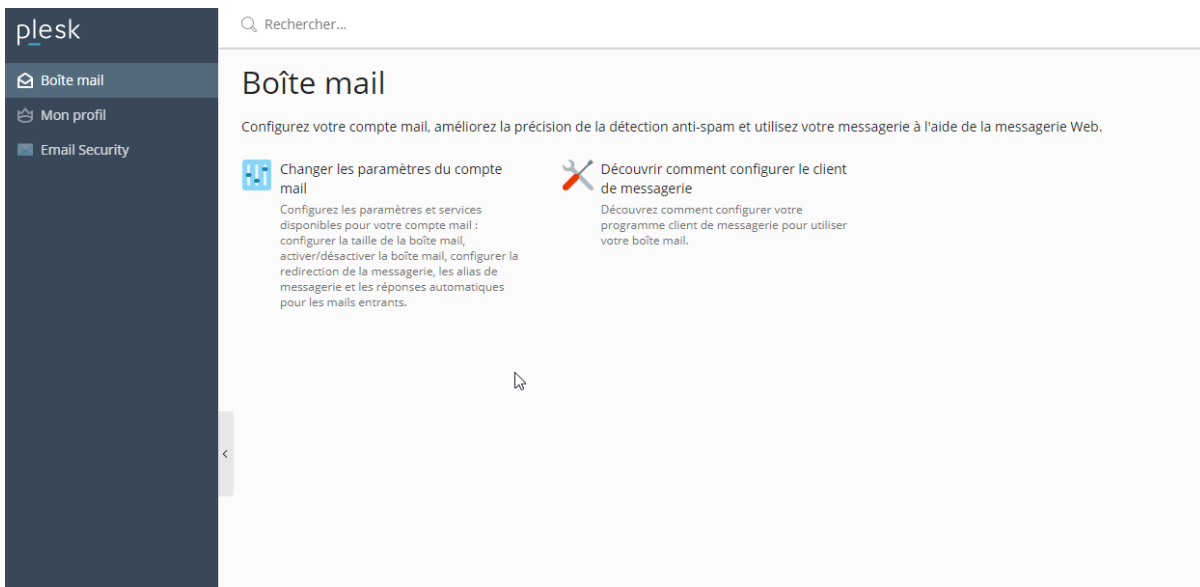 plesk
Rechercher...
Boîte mail
Mon profil
Email Security
Boîte mail
Configurez votre compte mail, améliorez la précision de la détection anti-spam et utilisez votre messagerie à l'aide de la messagerie Web.
Changer les paramètres du compte
mail
Configurez les paramètres et services
disponibles pour votre compte mail :
configurer la taille de la boîte mail,
activer/désactiver la boîte mail, configurer la
redirection de la messagerie, les alias de
messagerie et les réponses automatiques
pour les mails entrants.
Découvrir comment configurer le client
de messagerie
Découvrez comment configurer votre
programme client de messagerie pour utiliser
votre boîte mail.